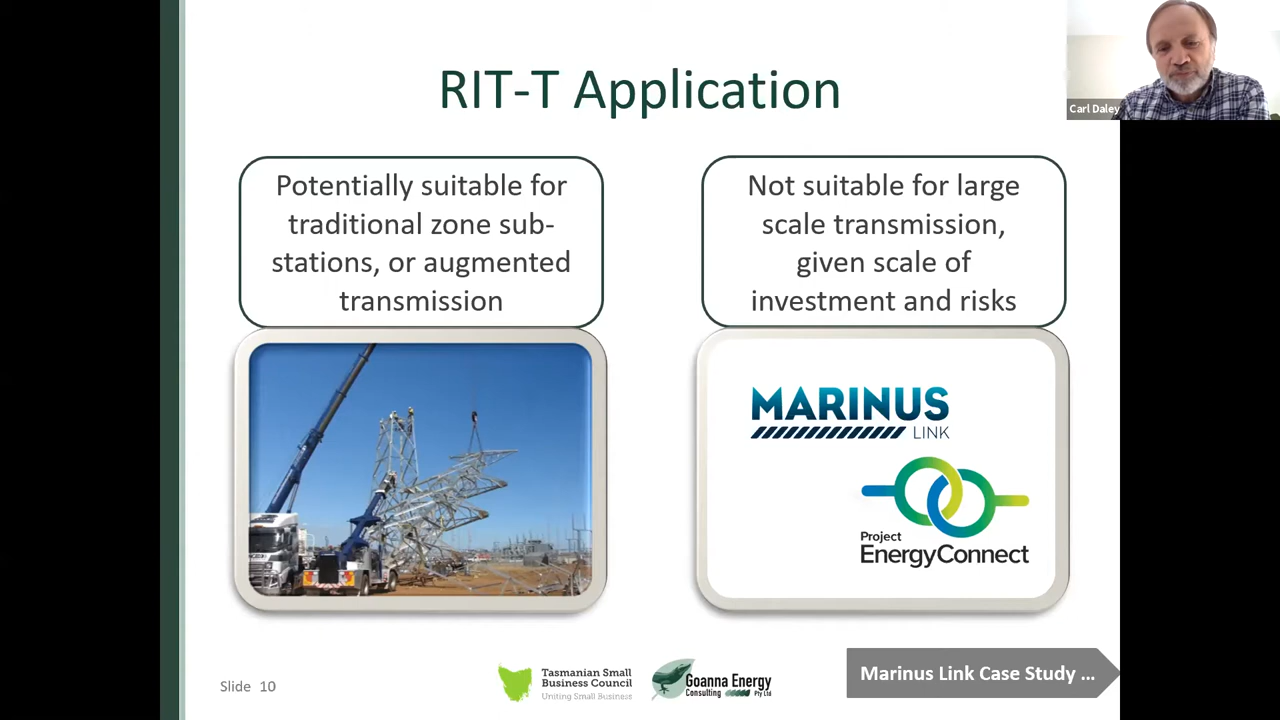 RIT-T Application
Carl Daley
Potentially suitable for
traditional zone sub-
stations, or augmented
transmission
Not suitable for large
scale transmission,
given scale of
investment and risks
MARINUS
LINK
Project
EnergyConnect
Slide 10
Tasmanian Small
Business Council
Uniting Small Business
Goanna Energy
Consulting
Pty Ltd
Marinus Link Case Study ...